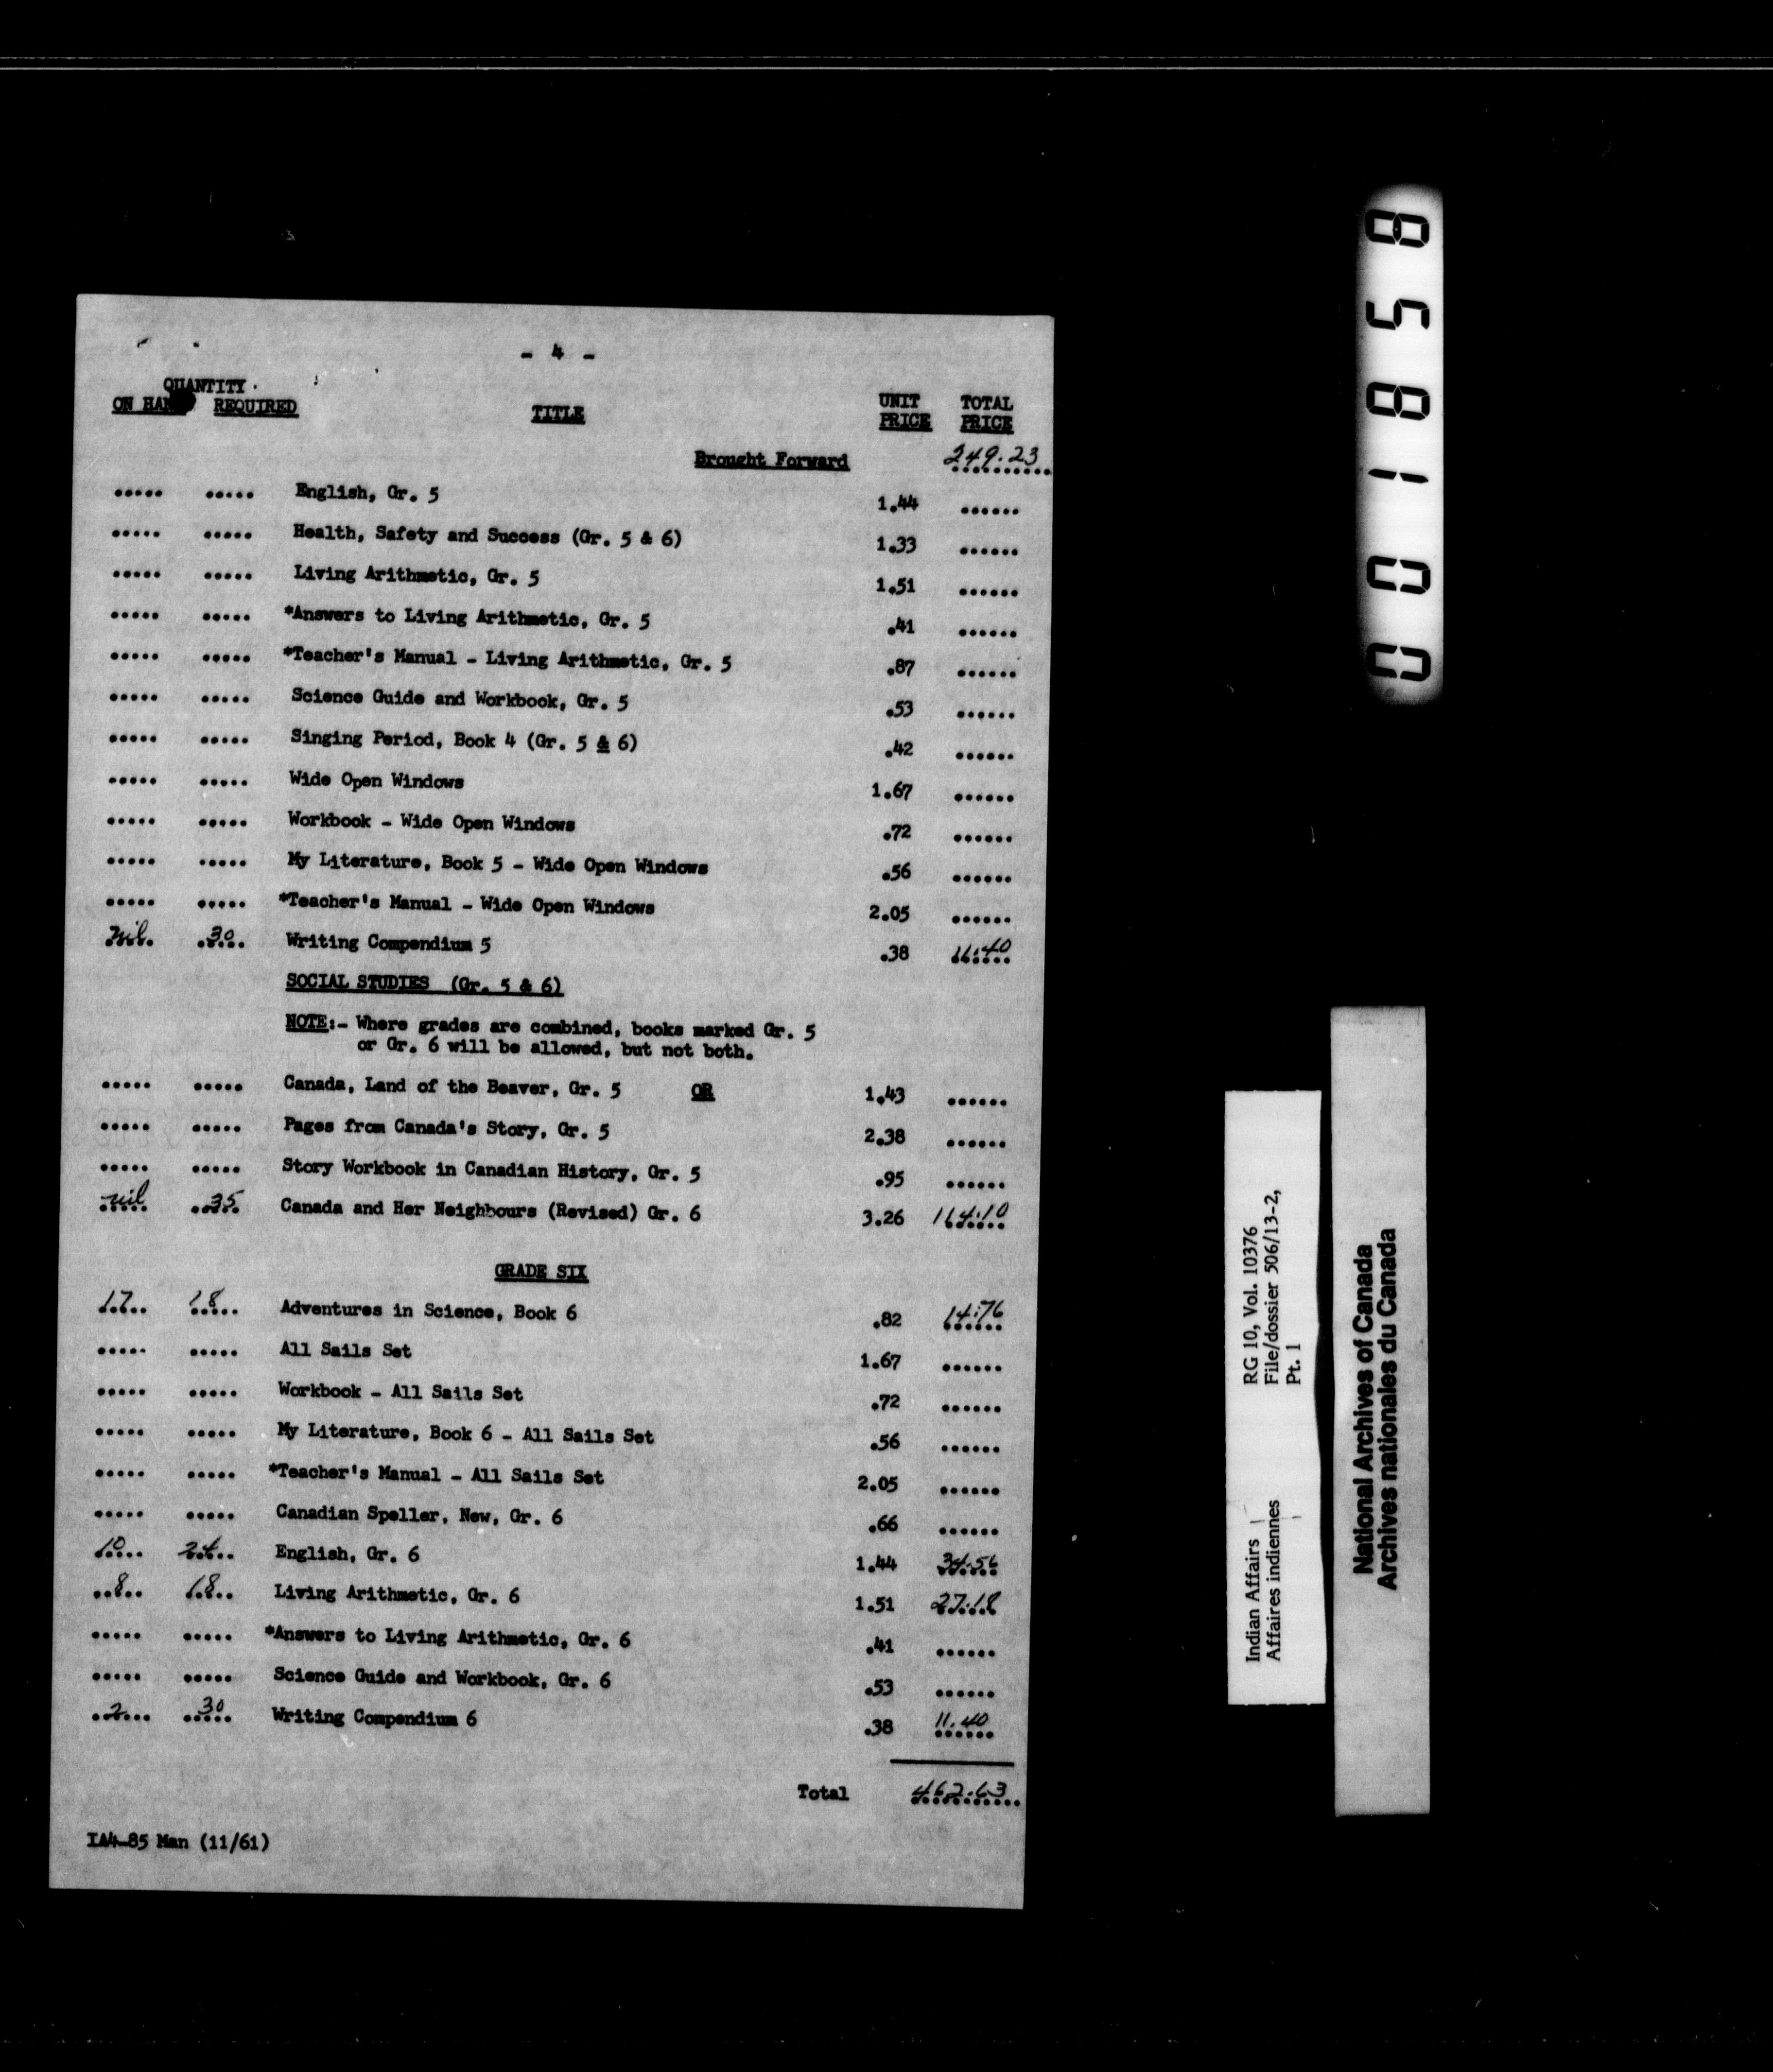 - 4 -
QUANTITY
ON HAND REQUIRED TITLE UNIT PRICE TOTAL PRICE
Brought Forward 249.23
..... ..... English, Gr. 5 1.44 ......
..... ..... Health, Safety and Success (Gr. 5 & 6) 1.33 ......
..... ..... Living Arithmetic, Gr. 5 1.51 ......
..... ..... *Answers to Living Arithmetic, Gr. 5 .41 ......
..... ..... *Teacher's Manual - Living Arithmetic, Gr. 5 .87 ......
..... ..... Science Guide and Workbook, Gr. 5 .53 ......
..... ..... Singing Period, Book 4 (Gr. 5 & 6) .42 ......
..... ..... Wide Open Windows 1.67 ......
..... ..... Workbook - Wide Open Windows .72 ......
..... ..... My Literature, Book 5 - Wide Open Windows .56 ......
..... ..... *Teacher's Manual - Wide Open Windows 2.05 ......
nil 30 Writing Compendium 5 .38 11.40
SOCIAL STUDIES (Gr. 5 & 6)
NOTE:- Where grades are combined, books marked Gr. 5
or Gr. 6 will be allowed, but not both.
..... ..... Canada, Land of the Beaver, Gr. 5 OR 1.43 ......
..... ..... Pages from Canada's Story, Gr. 5 2.38 ......
..... ..... Story Workbook in Canadian History, Gr. 5 .95 ......
nil 35 Canada and Her Neighbours (Revised) Gr. 6 3.26 114.10
GRADE SIX
17 18 Adventures in Science, Book 6 .82 14.76
..... ..... All Sails Set 1.67 ......
..... ..... Workbook - All Sails Set .72 ......
..... ..... My Literature, Book 6 - All Sails Set .56 ......
..... ..... *Teacher's Manual - All Sails Set 2.05 ......
..... ..... Canadian Speller, New, Gr. 6 .66 ......
10 24 English, Gr. 6 1.44 34.56
8 18 Living Arithmetic, Gr. 6 1.51 27.18
..... ..... *Answers to Living Arithmetic, Gr. 6 .41 ......
..... ..... Science Guide and Workbook, Gr. 6 .53 ......
2 30 Writing Compendium 6 .38 11.40
Total 462.63
IA4-85 Man (11/61)
001858
Indian Affairs RG 10, Vol. 10376
Affaires indiennes File/dossier 506/13-2,
Pt. 1
National Archives of Canada
Archives nationales du Canada